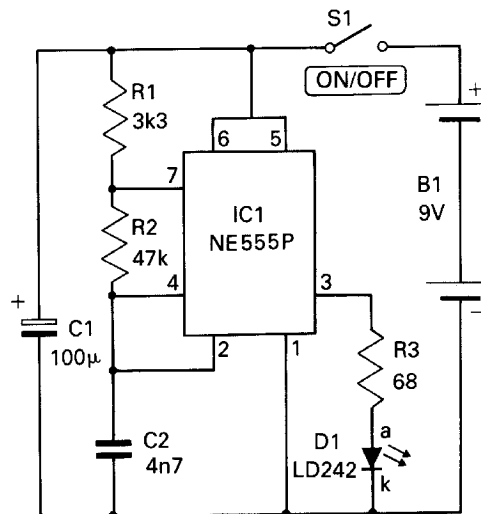 S1
ON/OFF
R1
3k3
6
5
7
IC1
NE555P
B1
9V
+
R2
47k
4
3
+
C1
100µ
2
1
R3
68
−
C2
4n7
D1
LD242
a
k